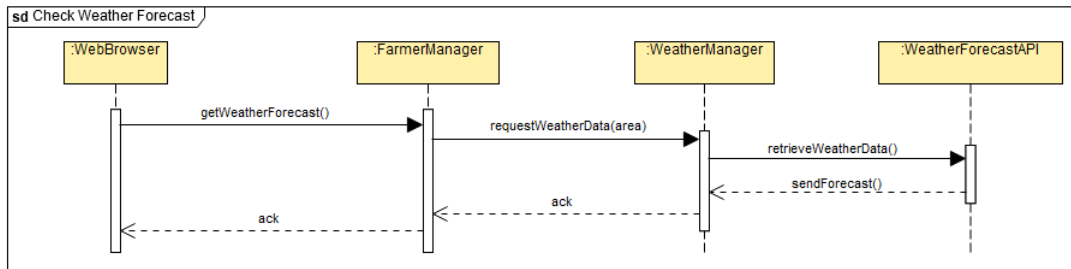 sd Check Weather Forecast
:WebBrowser
:FarmerManager
:WeatherManager
:WeatherForecastAPI
getWeatherForecast()
requestWeatherData(area)
retrieveWeatherData()
sendForecast()
ack
ack